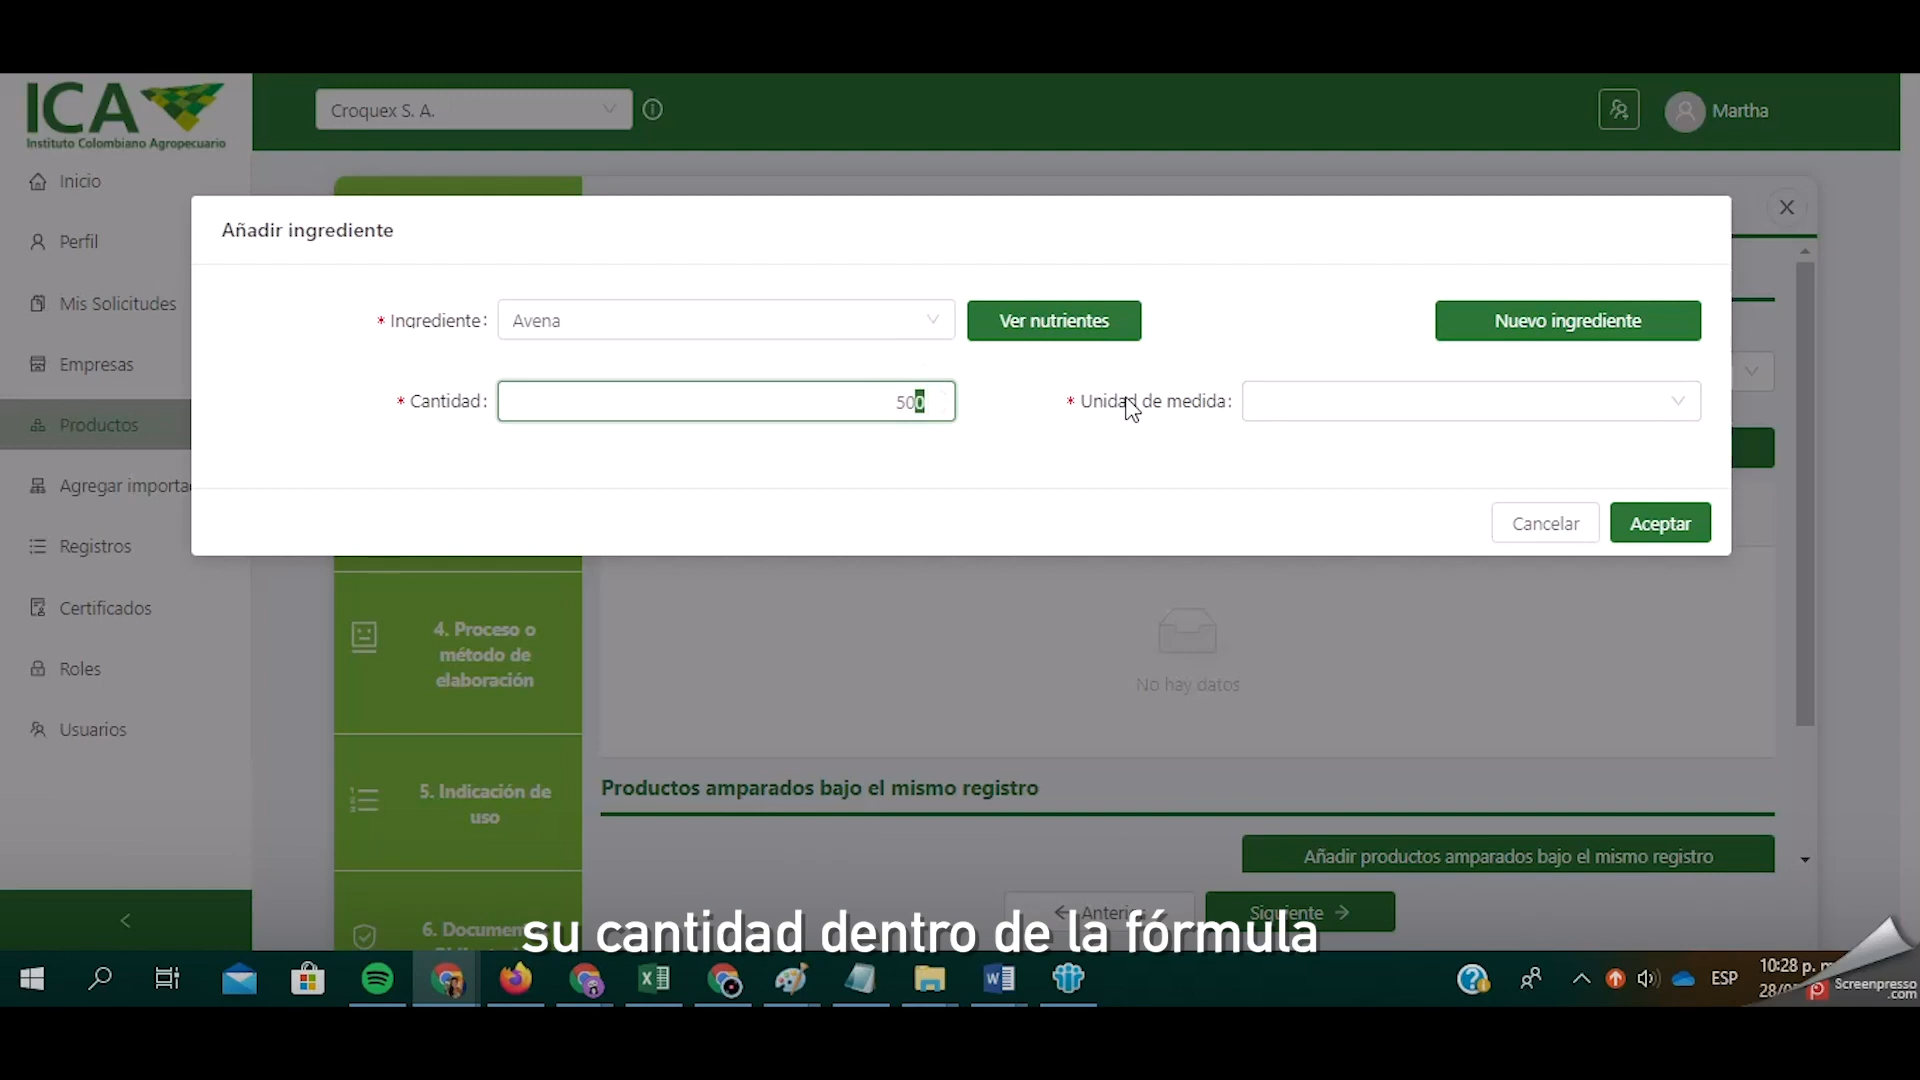 ICA
Instituto Colombiano Agropecuario
Croquex S. A.
Martha
Inicio
Perfil
Mis Solicitudes
Empresas
Productos
Agregar importa
Registros
Certificados
Roles
Usuarios
Añadir ingrediente
* Ingrediente:
Avena
Ver nutrientes
Nuevo ingrediente
* Cantidad:
500
* Unidad de medida:
Cancelar
Aceptar
4. Proceso o
método de
elaboración
No hay datos
5. Indicación de
uso
Productos amparados bajo el mismo registro
Añadir productos amparados bajo el mismo registro
Siguiente
su cantidad dentro de la fórmula
ESP
10:28 p.
Screenpresso
.com